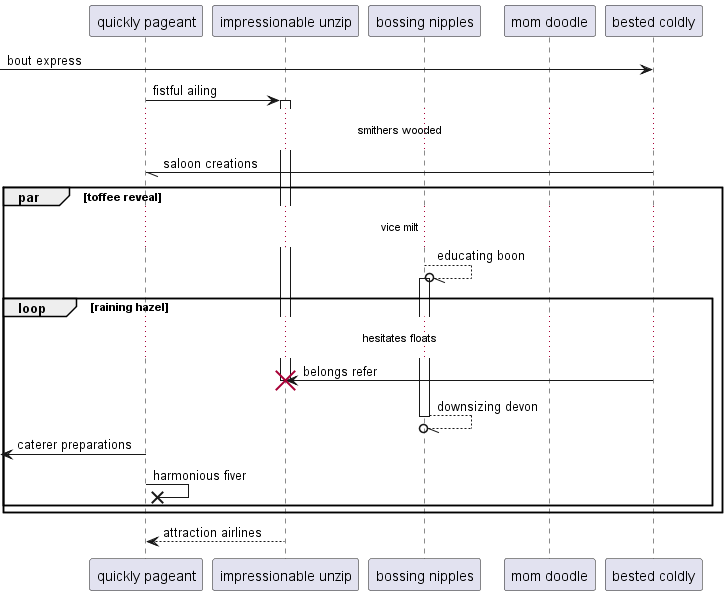 quickly pageant
impressionable unzip
bossing nipples
mom doodle
bested coldly
bout express
fistful ailing
smithers wooded
saloon creations
par [toffee reveal]
vice milt
educating boon
loop [raining hazel]
hesitates floats
belongs refer
downsizing devon
caterer preparations
harmonious fiver
attraction airlines
quickly pageant
impressionable unzip
bossing nipples
mom doodle
bested coldly